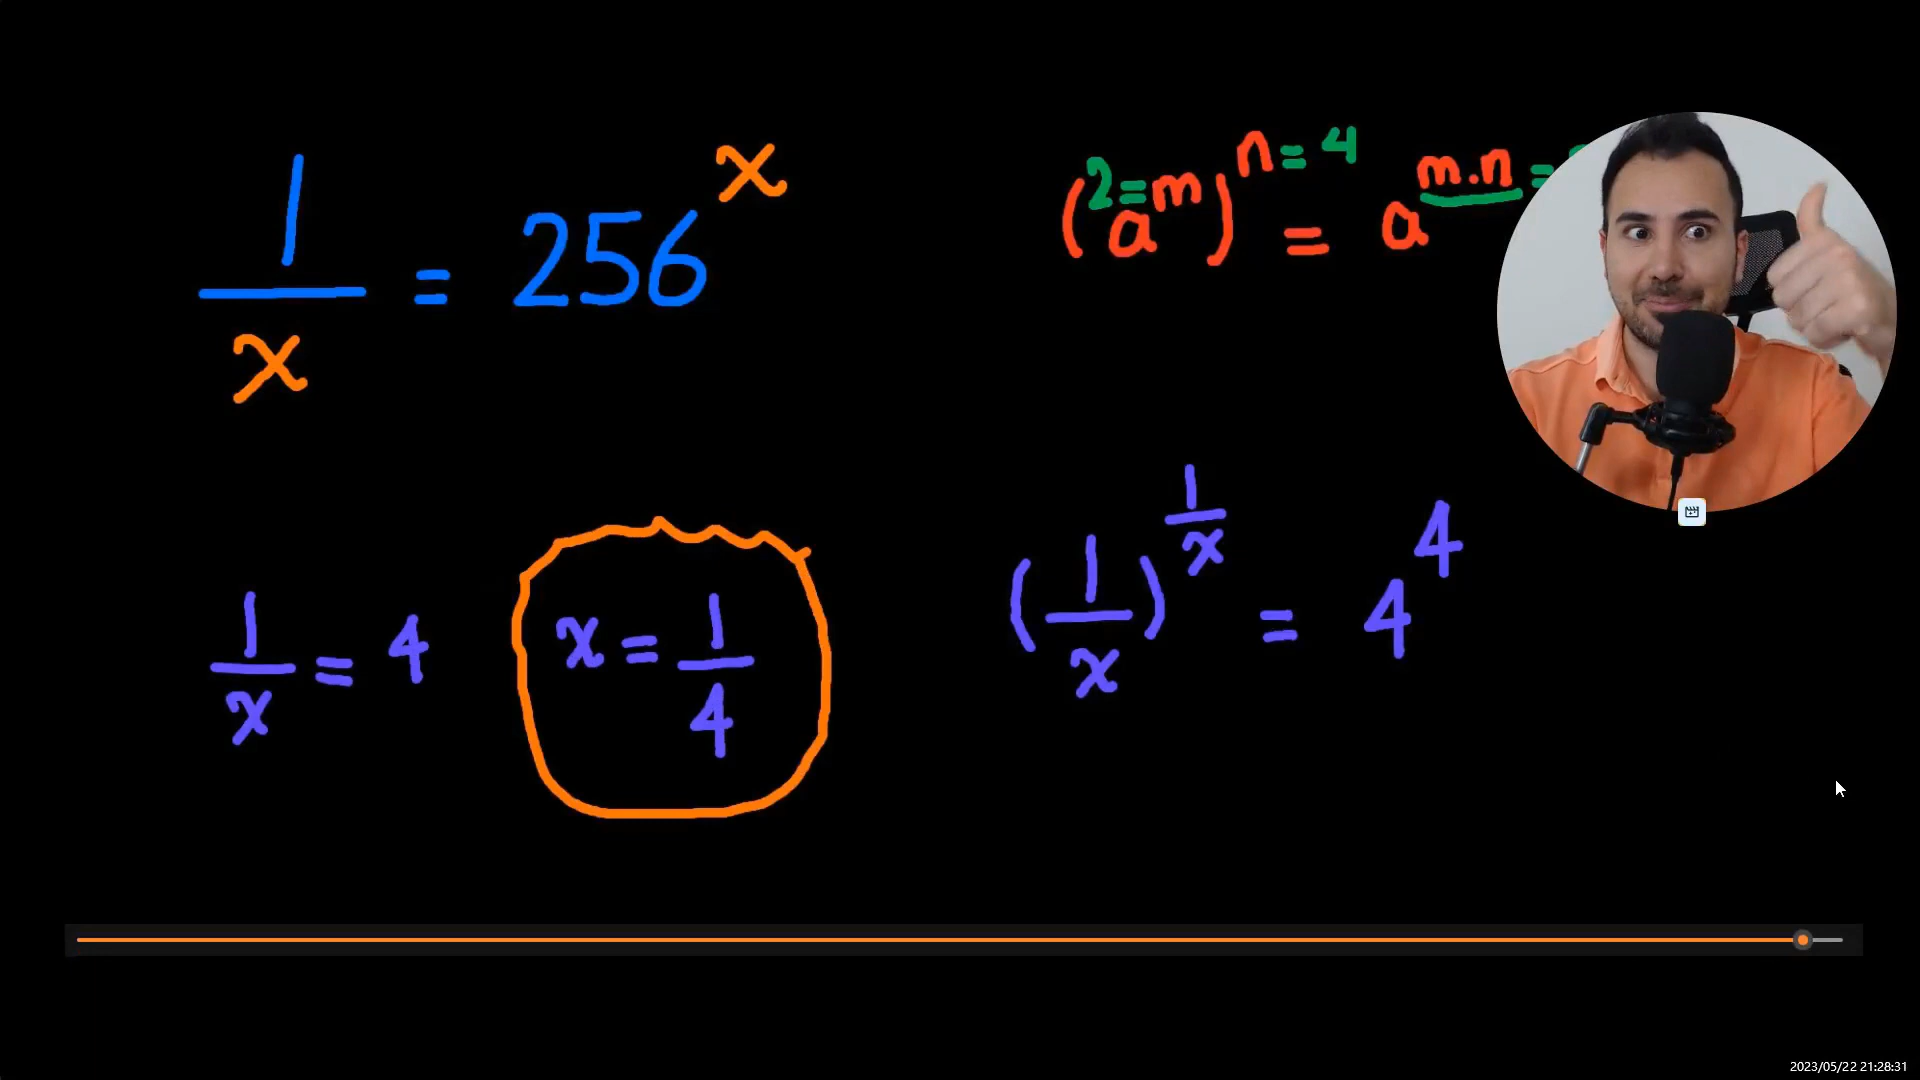 1/x = 256^x
(a^m)^n = a^m.n
2= =4 =
1/x = 4
x = 1/4
(1/x)^1/x = 4^4
2023/05/22 21:28:31